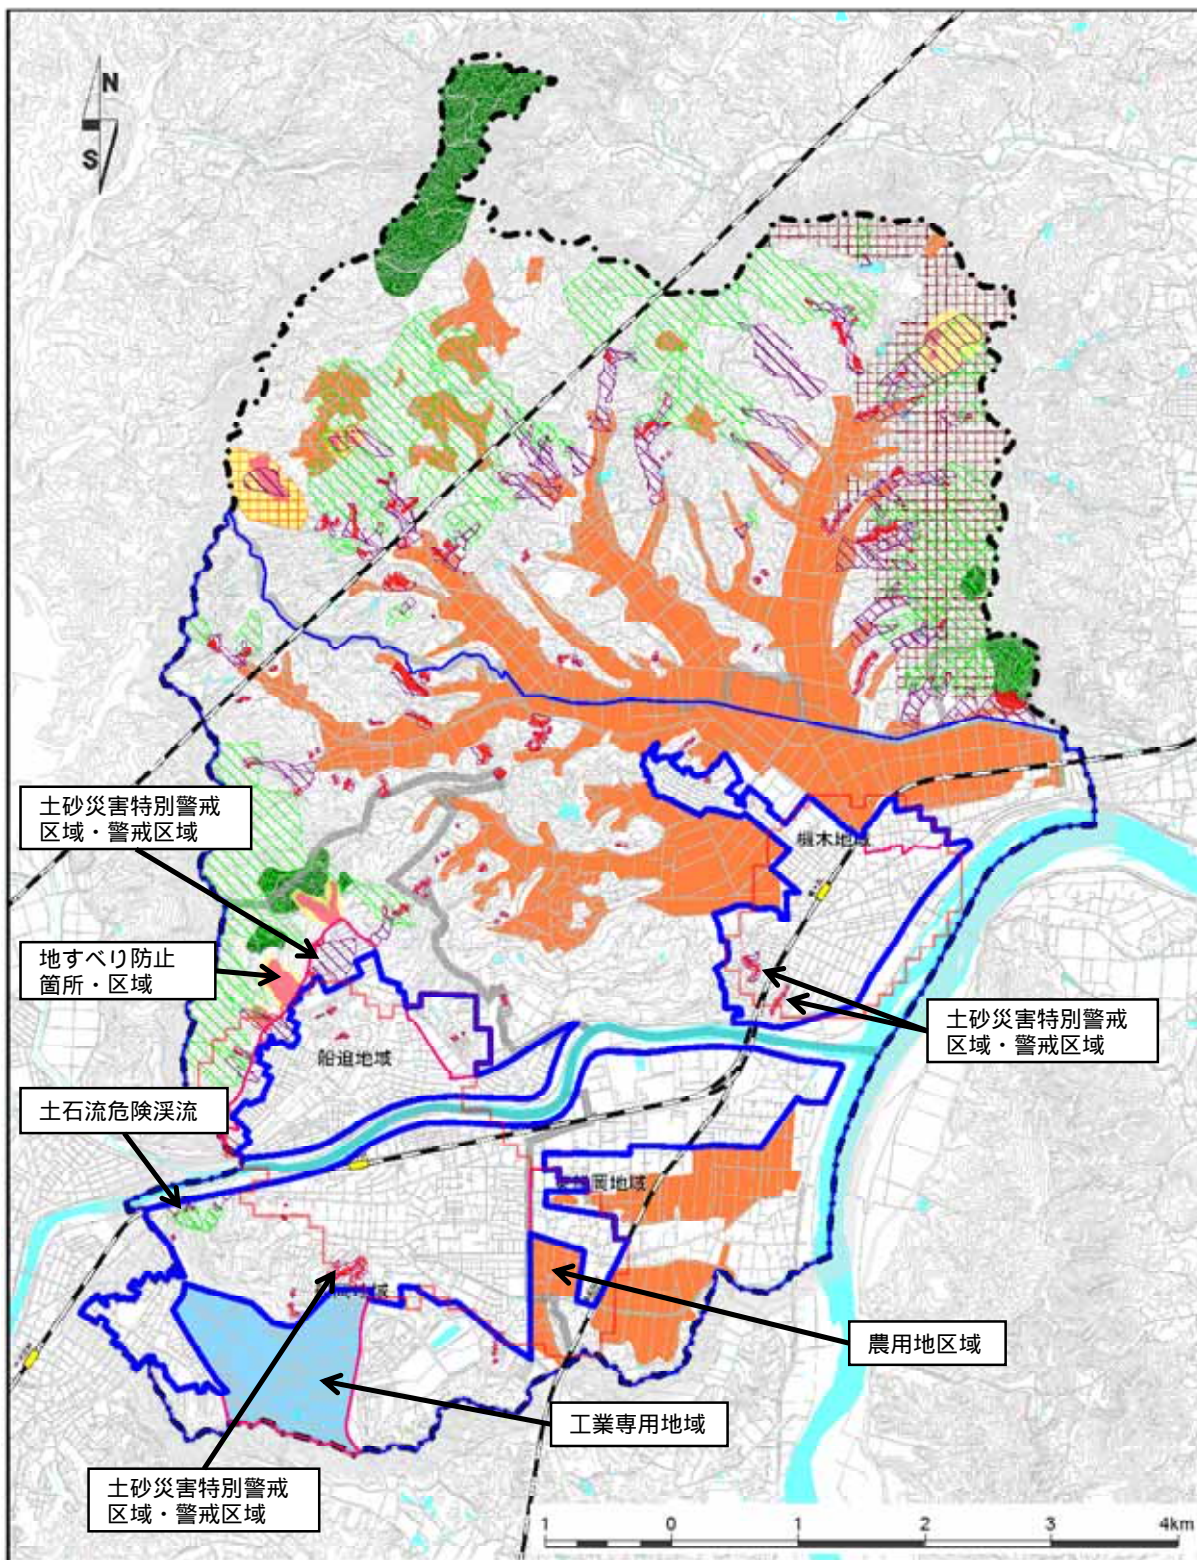 N
S
土砂災害特別警戒
区域・警戒区域
槻木地域
地すべり防止
箇所・区域
土砂災害特別警戒
区域・警戒区域
船迫地域
土石流危険渓流
農用地区域
工業専用地域
土砂災害特別警戒
区域・警戒区域
1 0 1 2 3 4km